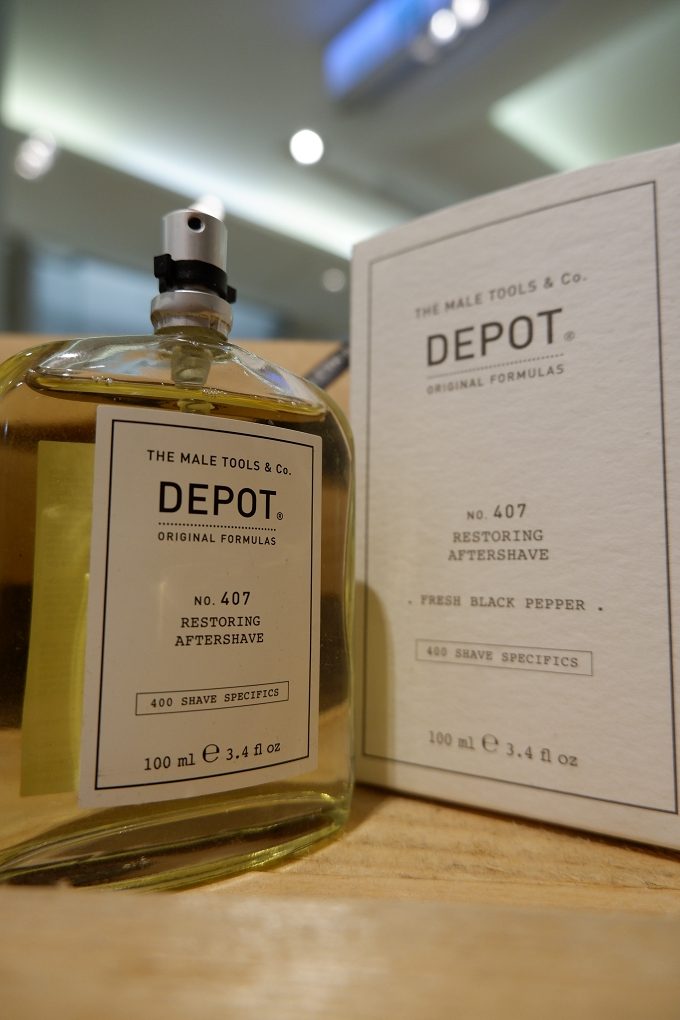 THE MALE TOOLS & Co.
DEPOT®
ORIGINAL FORMULAS
NO. 407
RESTORING
AFTERSHAVE
400 SHAVE SPECIFICS
100 ml ℮ 3.4 fl oz
THE MALE TOOLS & Co.
DEPOT®
ORIGINAL FORMULAS
NO. 407
RESTORING
AFTERSHAVE
. FRESH BLACK PEPPER .
400 SHAVE SPECIFICS
100 ml ℮ 3.4 fl oz